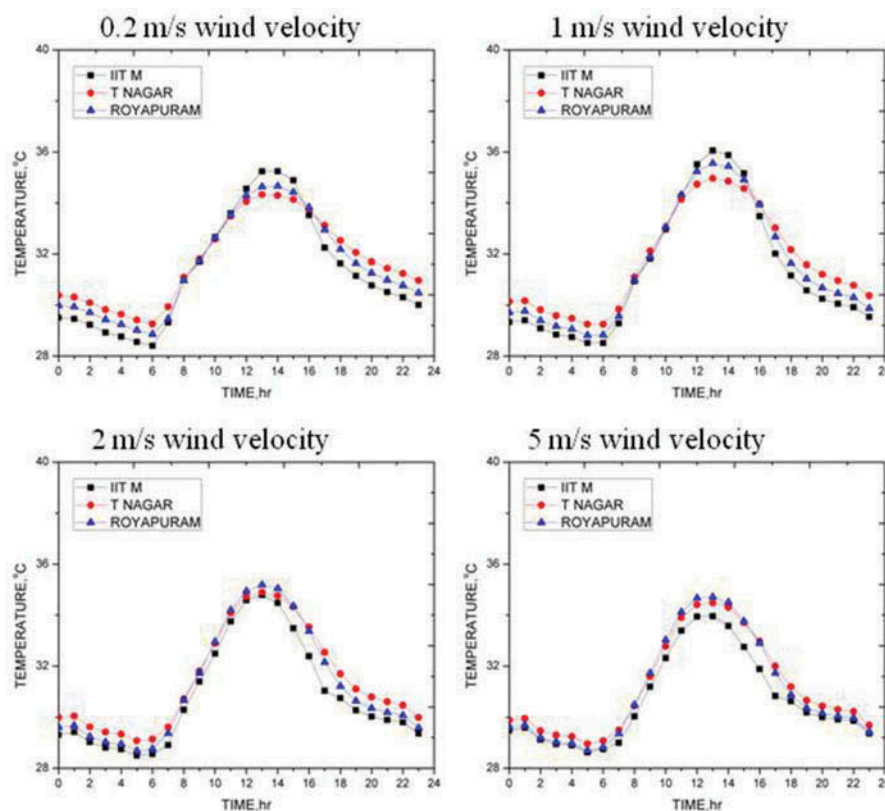 0.2 m/s wind velocity
40
36
32
28
TEMPERATURE,°C
IIT M
T NAGAR
ROYAPURAM
0 2 4 6 8 10 12 14 16 18 20 22 24
TIME,hr
1 m/s wind velocity
40
36
32
28
TEMPERATURE,°C
IIT M
T NAGAR
ROYAPURAM
0 2 4 6 8 10 12 14 16 18 20 22 24
TIME,hr
2 m/s wind velocity
40
36
32
28
TEMPERATURE,°C
IIT M
T NAGAR
ROYAPURAM
0 2 4 6 8 10 12 14 16 18 20 22 24
TIME,hr
5 m/s wind velocity
40
36
32
28
TEMPERATURE,°C
IIT M
T NAGAR
ROYAPURAM
0 2 4 6 8 10 12 14 16 18 20 22 24
TIME,hr